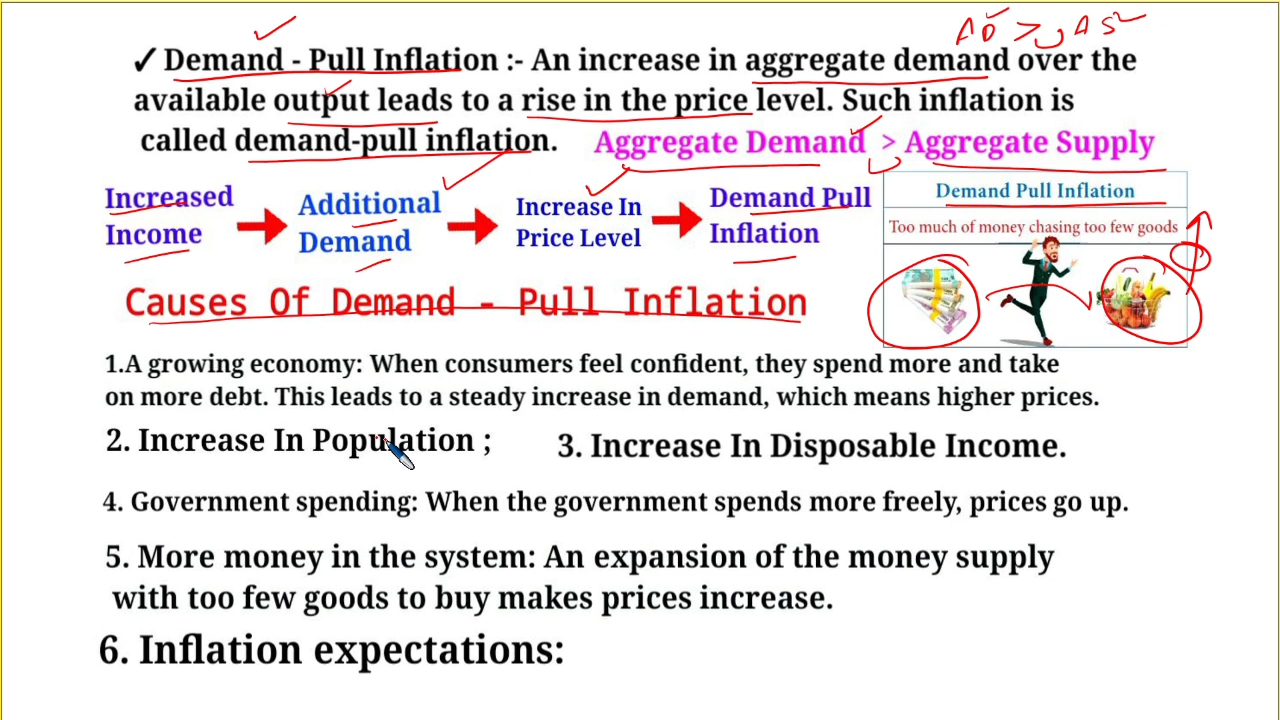 AD > AS
✓ Demand - Pull Inflation :- An increase in aggregate demand over the
available output leads to a rise in the price level. Such inflation is
called demand-pull inflation. Aggregate Demand > Aggregate Supply
Increased Income
Additional Demand
Increase In Price Level
Demand Pull Inflation
Demand Pull Inflation
Too much of money chasing too few goods
Causes Of Demand - Pull Inflation
1.A growing economy: When consumers feel confident, they spend more and take
on more debt. This leads to a steady increase in demand, which means higher prices.
2. Increase In Population ; 3. Increase In Disposable Income.
4. Government spending: When the government spends more freely, prices go up.
5. More money in the system: An expansion of the money supply
with too few goods to buy makes prices increase.
6. Inflation expectations: